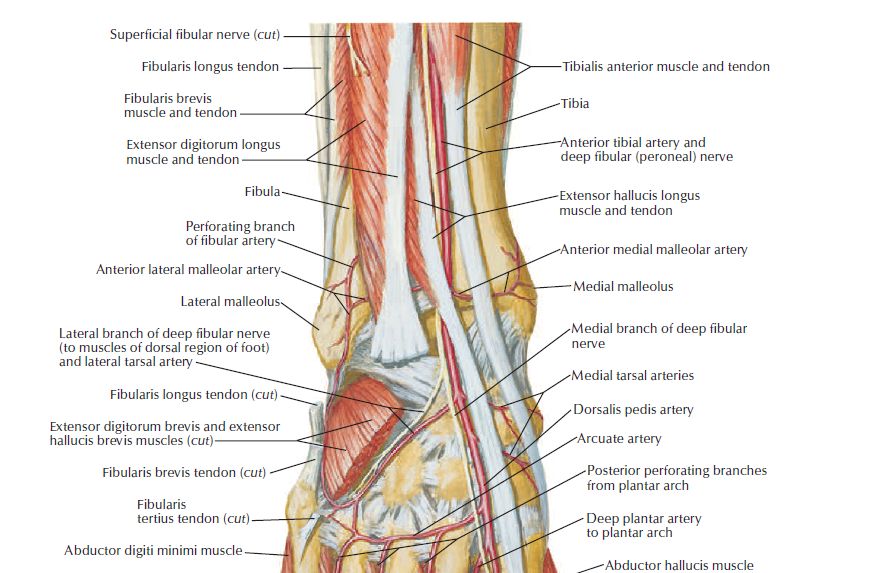 Superficial fibular nerve (cut)
Fibularis longus tendon
Fibularis brevis
muscle and tendon
Extensor digitorum longus
muscle and tendon
Fibula
Perforating branch
of fibular artery
Anterior lateral malleolar artery
Lateral malleolus
Lateral branch of deep fibular nerve
(to muscles of dorsal region of foot)
and lateral tarsal artery
Fibularis longus tendon (cut)
Extensor digitorum brevis and extensor
hallucis brevis muscles (cut)
Fibularis brevis tendon (cut)
Fibularis
tertius tendon (cut)
Abductor digiti minimi muscle
Tibialis anterior muscle and tendon
Tibia
Anterior tibial artery and
deep fibular (peroneal) nerve
Extensor hallucis longus
muscle and tendon
Anterior medial malleolar artery
Medial malleolus
Medial branch of deep fibular
nerve
Medial tarsal arteries
Dorsalis pedis artery
Arcuate artery
Posterior perforating branches
from plantar arch
Deep plantar artery
to plantar arch
Abductor hallucis muscle